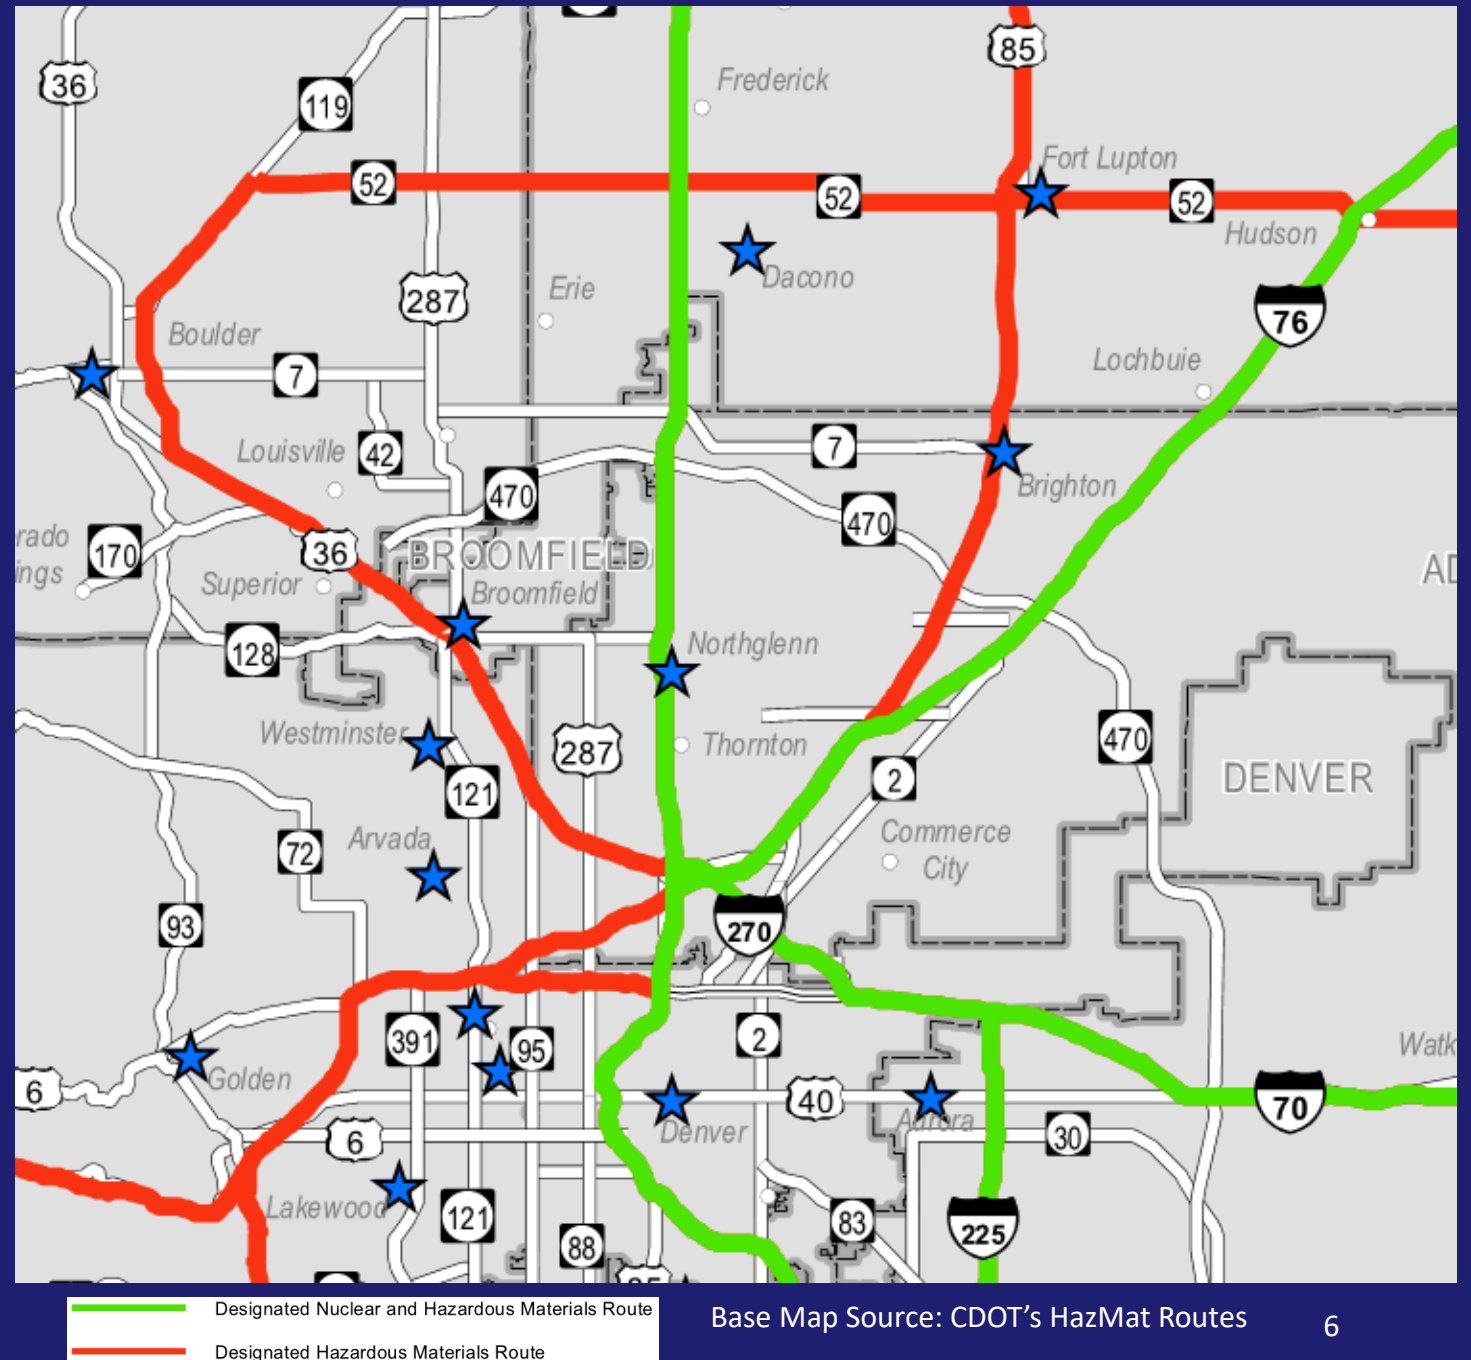 85
36
Frederick
119
Fort Lupton
52
52
52
Hudson
Dacono
Erie
287
76
Boulder
Lochbuie
7
Louisville
42
7
470
Brighton
470
rado
ings
170
36
BROOMFIELD
AD
Superior
Broomfield
128
Northglenn
Westminster
287
Thornton
470
DENVER
121
2
Arvada
72
Commerce
City
93
270
391
95
2
Watk
Golden
6
40
70
Aurora
Denver
30
6
Lakewood
121
83
225
88
Designated Nuclear and Hazardous Materials Route
Designated Hazardous Materials Route
Base Map Source: CDOT’s HazMat Routes
6